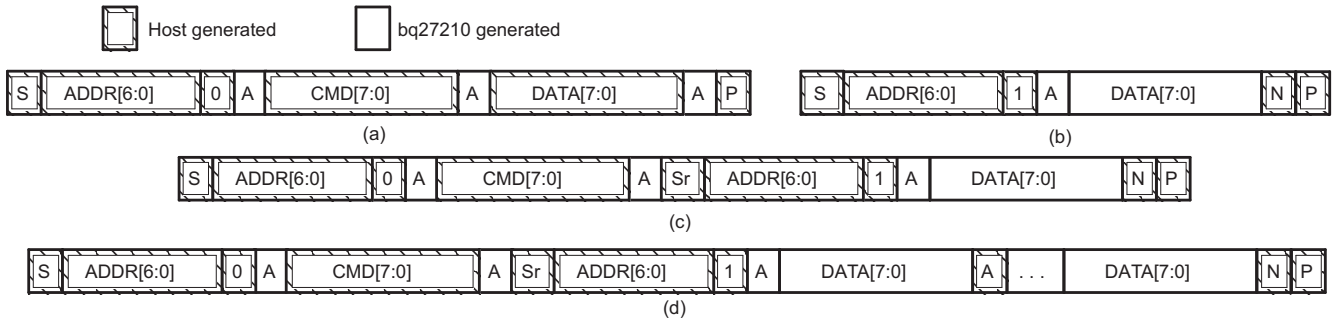 Host generated bq27210 generated
S ADDR[6:0] 0 A CMD[7:0] A DATA[7:0] A P S ADDR[6:0] 1 A DATA[7:0] N P
(a) (b)
S ADDR[6:0] 0 A CMD[7:0] A Sr ADDR[6:0] 1 A DATA[7:0] N P
(c)
S ADDR[6:0] 0 A CMD[7:0] A Sr ADDR[6:0] 1 A DATA[7:0] A . . . DATA[7:0] N P
(d)